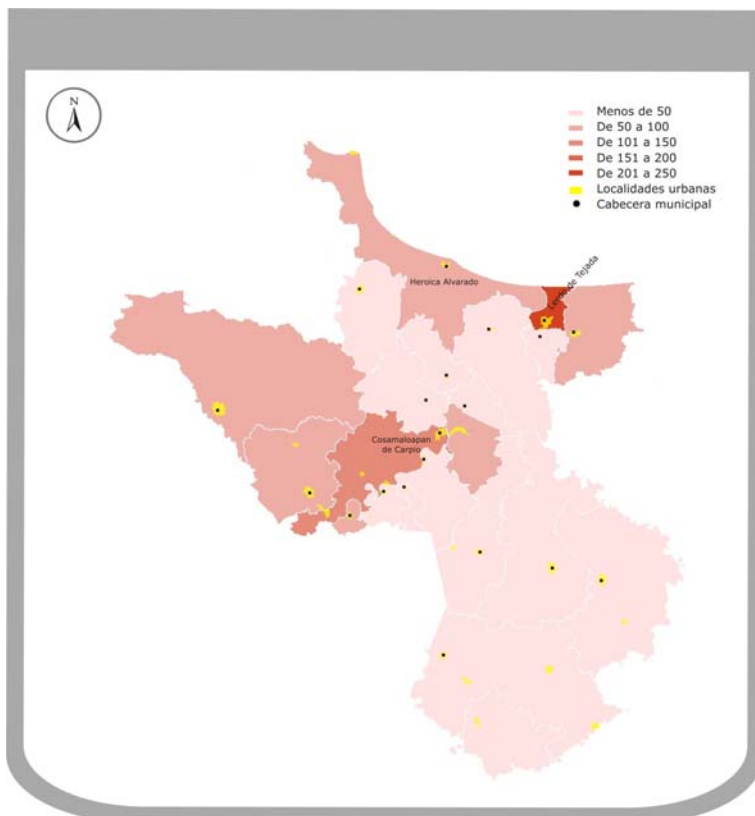 N
Menos de 50
De 50 a 100
De 101 a 150
De 151 a 200
De 201 a 250
Localidades urbanas
Cabecera municipal
Lerdo de Tejada
Heroica Alvarado
Cosamaloapan
de Carpio